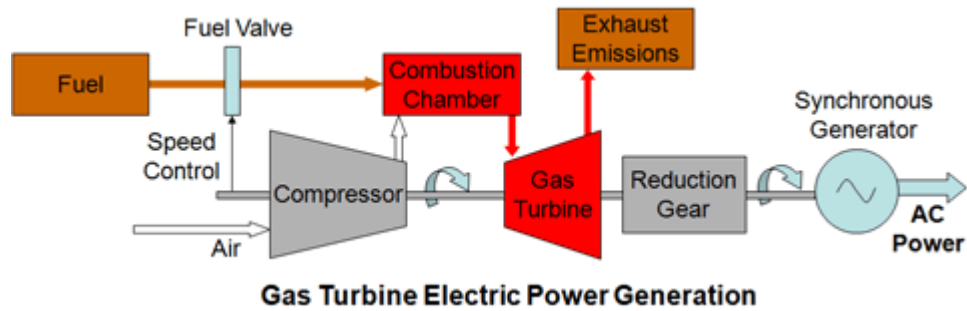 Fuel Valve
Fuel
Combustion
Chamber
Exhaust
Emissions
Synchronous
Generator
Speed
Control
Compressor
Gas
Turbine
Reduction
Gear
Air
AC
Power
Gas Turbine Electric Power Generation